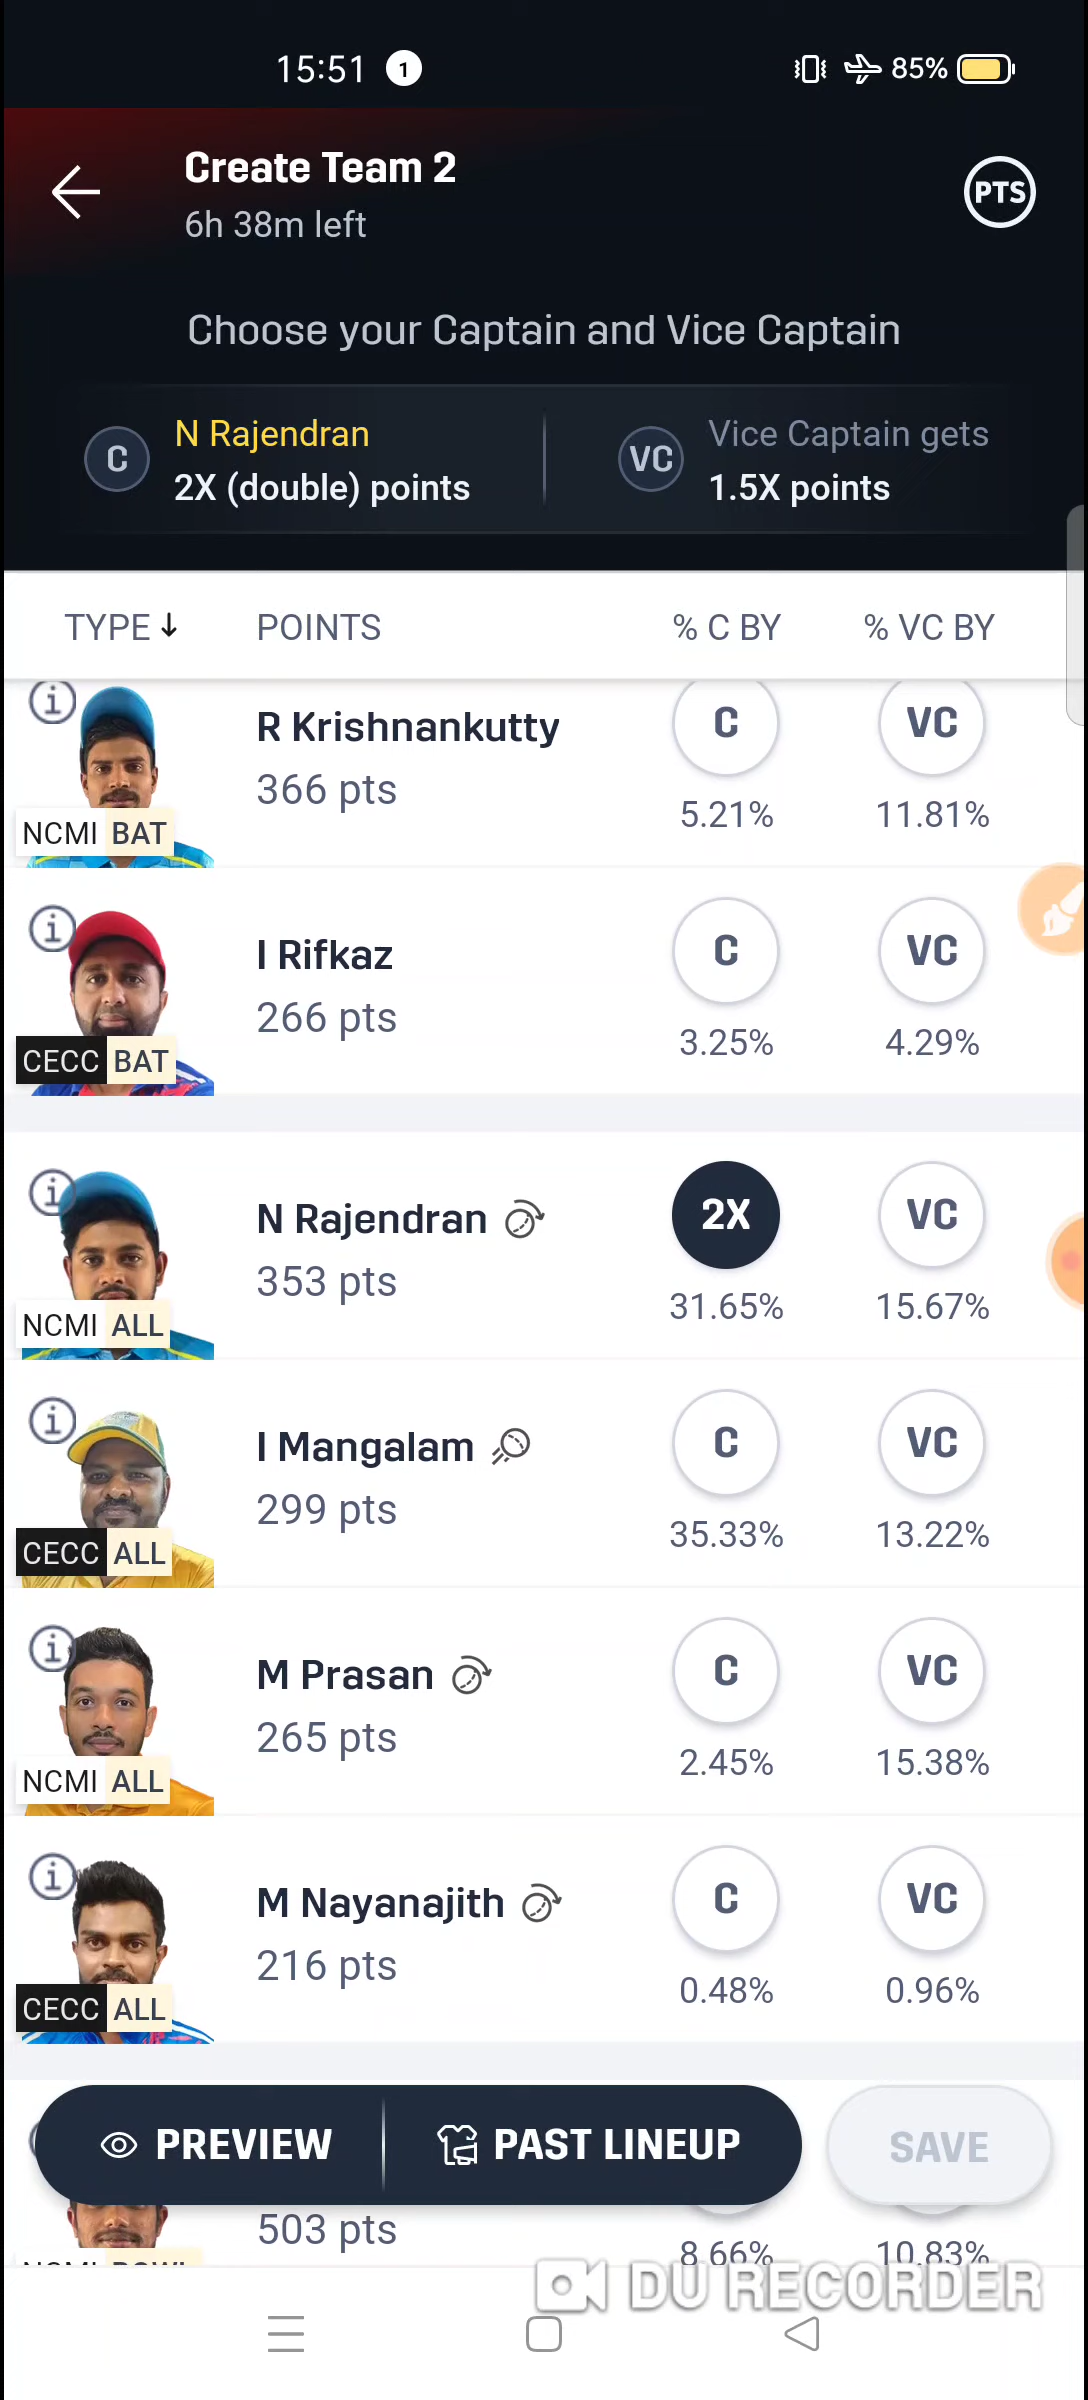 15:51 1 85%
Create Team 2
6h 38m left
PTS
Choose your Captain and Vice Captain
C N Rajendran
2X (double) points
VC Vice Captain gets
1.5X points
TYPE POINTS % C BY % VC BY
R Krishnankutty C VC
366 pts 5.21% 11.81%
NCMI BAT
I Rifkaz C VC
266 pts 3.25% 4.29%
CECC BAT
N Rajendran 2X VC
353 pts 31.65% 15.67%
NCMI ALL
I Mangalam C VC
299 pts 35.33% 13.22%
CECC ALL
M Prasan C VC
265 pts 2.45% 15.38%
NCMI ALL
M Nayanajith C VC
216 pts 0.48% 0.96%
CECC ALL
PREVIEW PAST LINEUP SAVE
503 pts 8.66% 10.83%
DU RECORDER